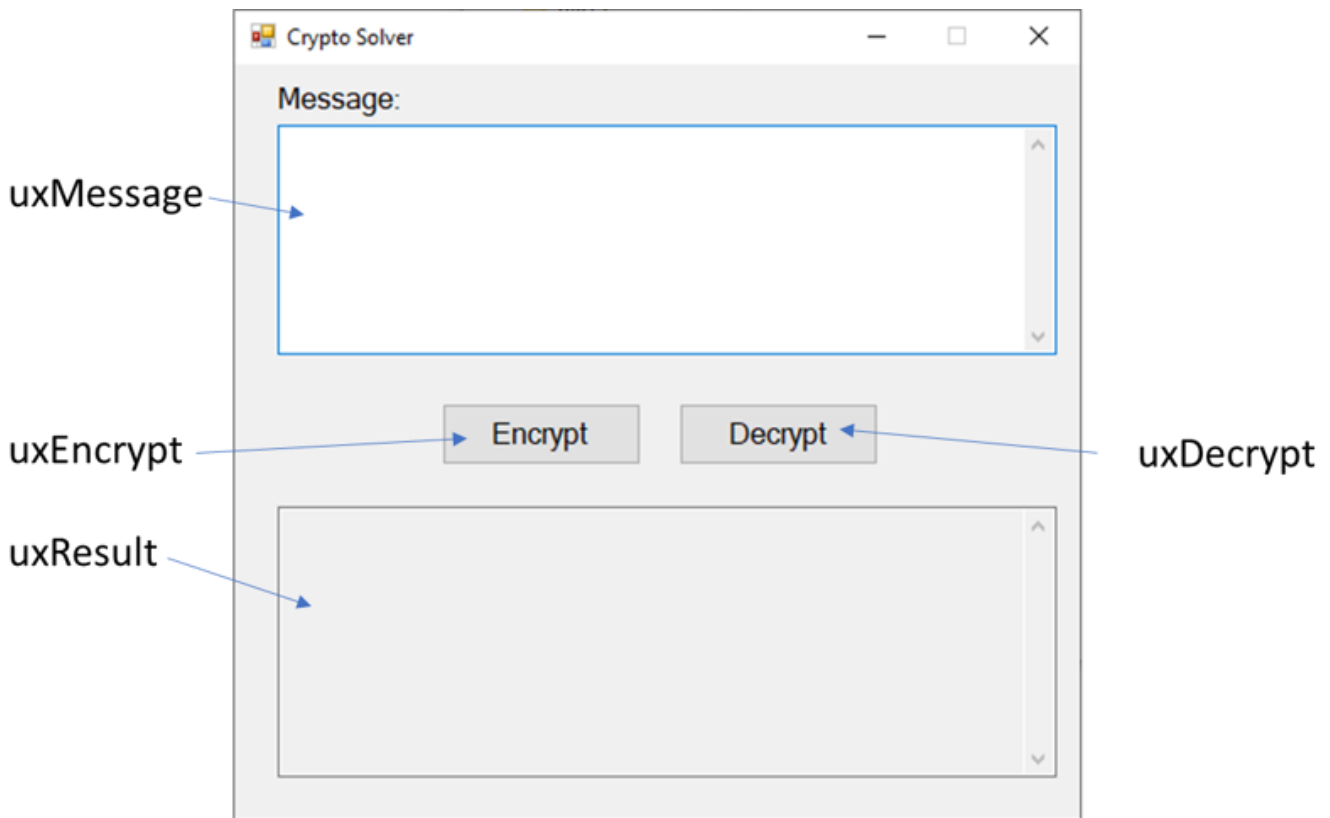 Crypto Solver
Message:
uxMessage
Encrypt
Decrypt
uxEncrypt
uxDecrypt
uxResult